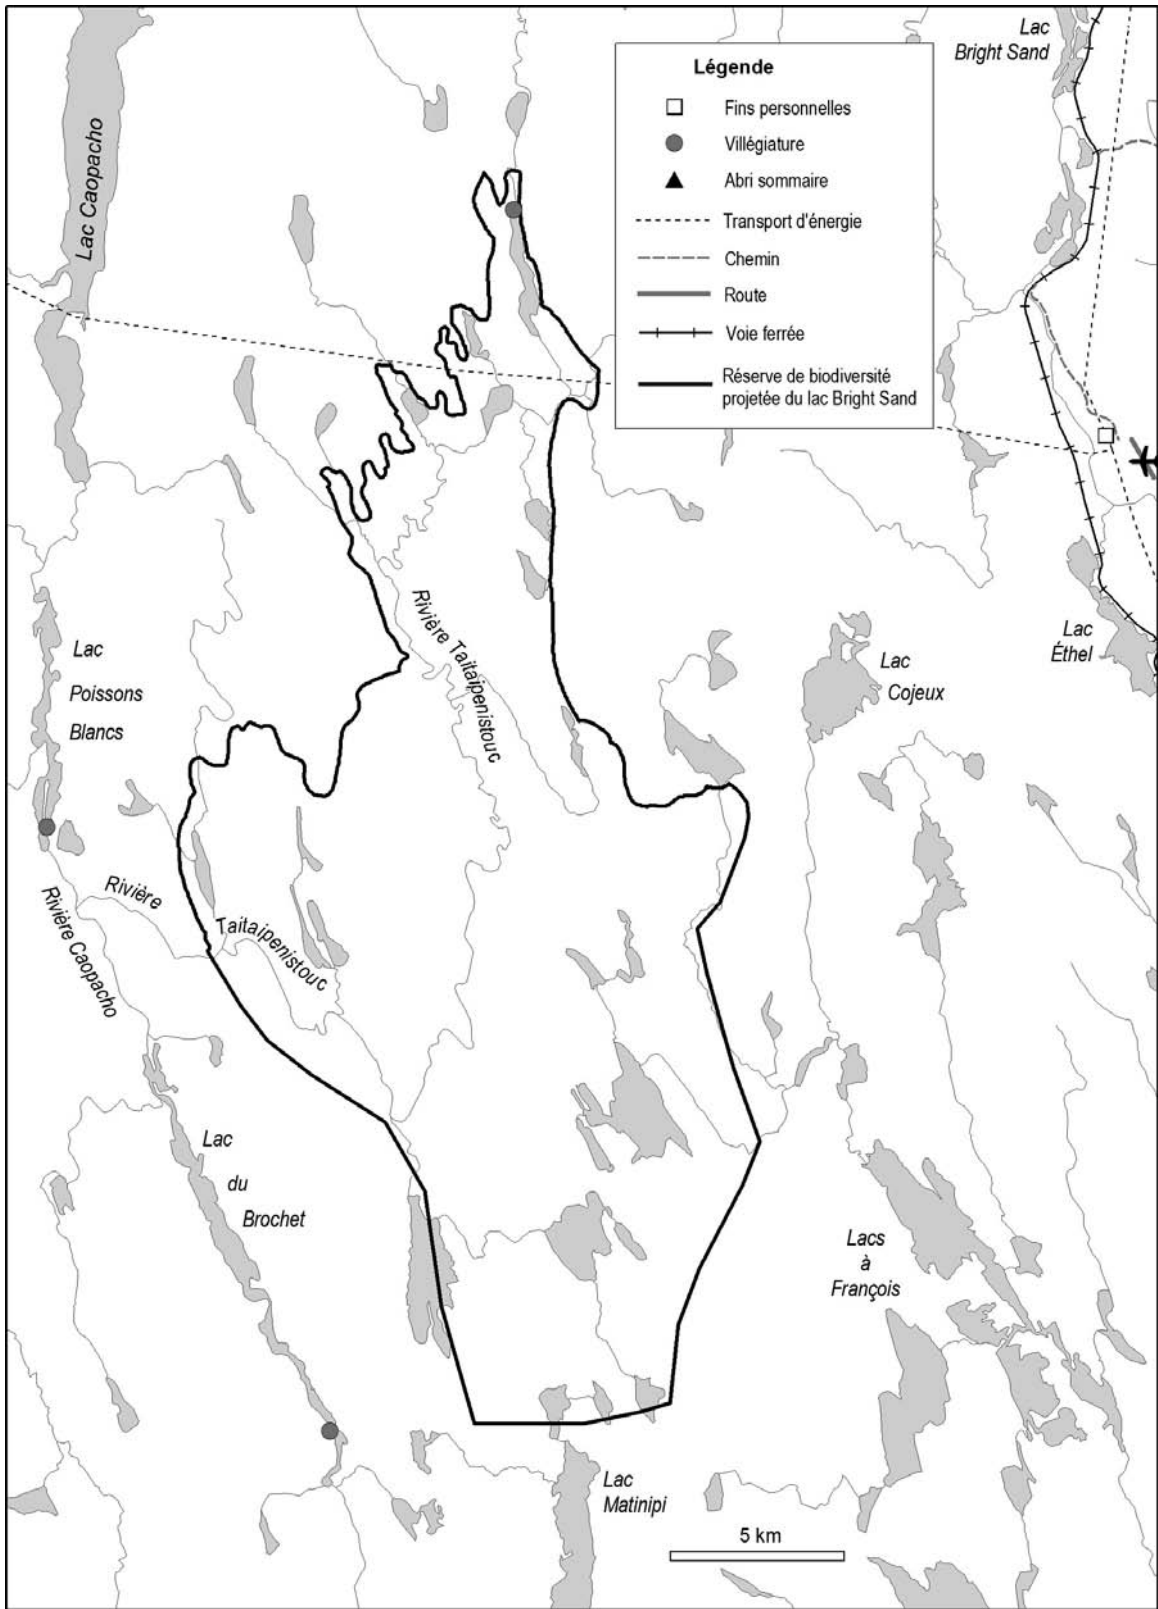 Lac
Bright Sand
Légende
Fins personnelles
Villégiature
Abri sommaire
Transport d'énergie
Chemin
Route
Voie ferrée
Réserve de biodiversité
projetée du lac Bright Sand
Lac Caopacho
Rivière Taitaipenistouc
Lac
Éthel
Lac
Cojeux
Lac
Poissons
Blancs
Rivière
Taitaipenistouc
Rivière Caopacho
Lac
du
Brochet
Lacs
à
François
Lac
Matinipi
5 km